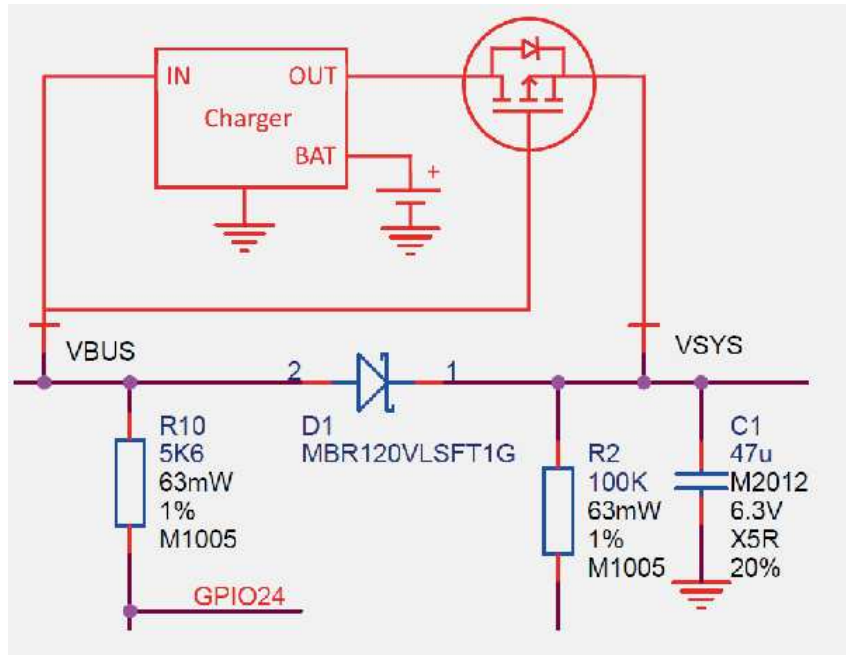 IN OUT
Charger
BAT
+
VBUS
VSYS
2 1
R10
5K6
63mW
1%
M1005
D1
MBR120VLSFT1G
R2
100K
63mW
1%
M1005
C1
47u
M2012
6.3V
X5R
20%
GPIO24